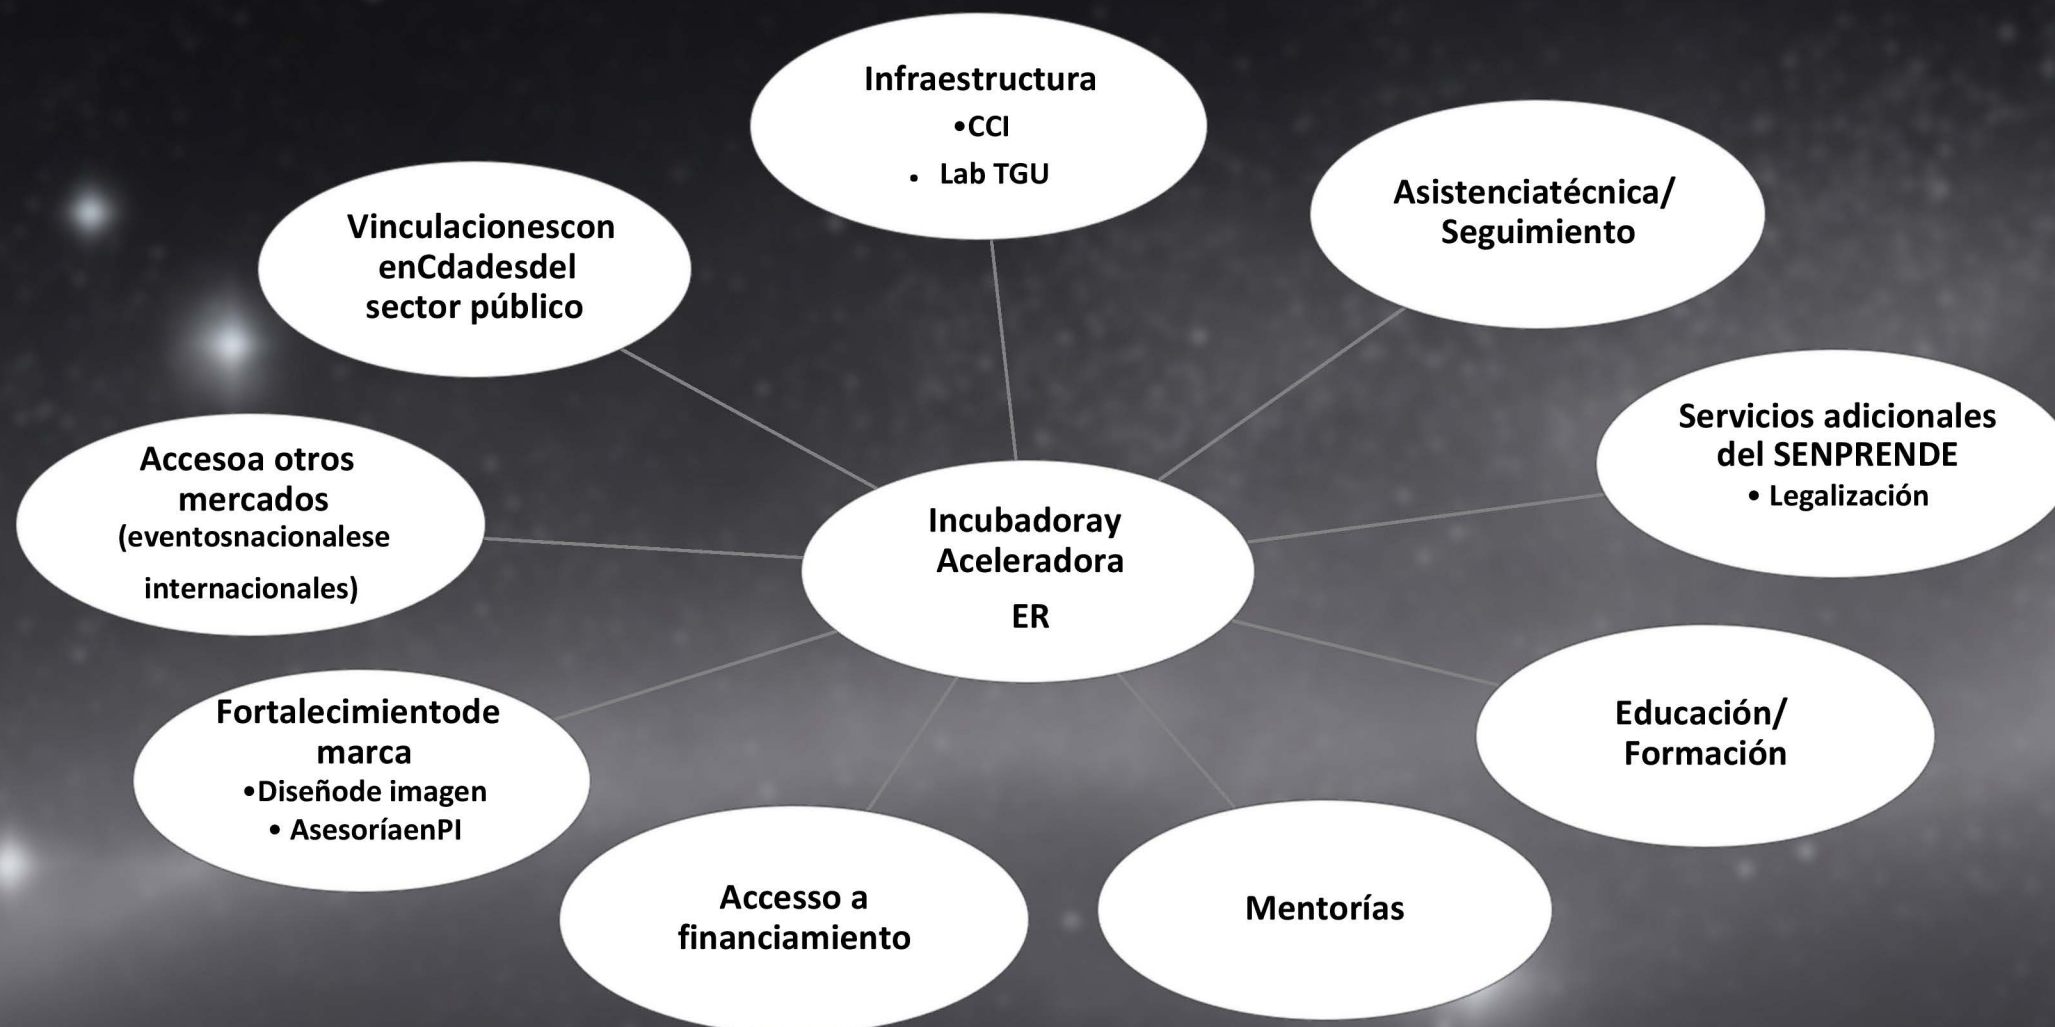 Infraestructura
•CCI
• Lab TGU
Asistenciatécnica/
Seguimiento
Vinculacionescon
enCdadesdel
sector público
Servicios adicionales
del SENPRENDE
• Legalización
Accesoa otros
mercados
(eventosnacionalese
internacionales)
Incubadoray
Aceleradora
ER
Fortalecimientode
marca
•Diseñode imagen
• AsesoríaenPI
Educación/
Formación
Accesso a
financiamiento
Mentorías